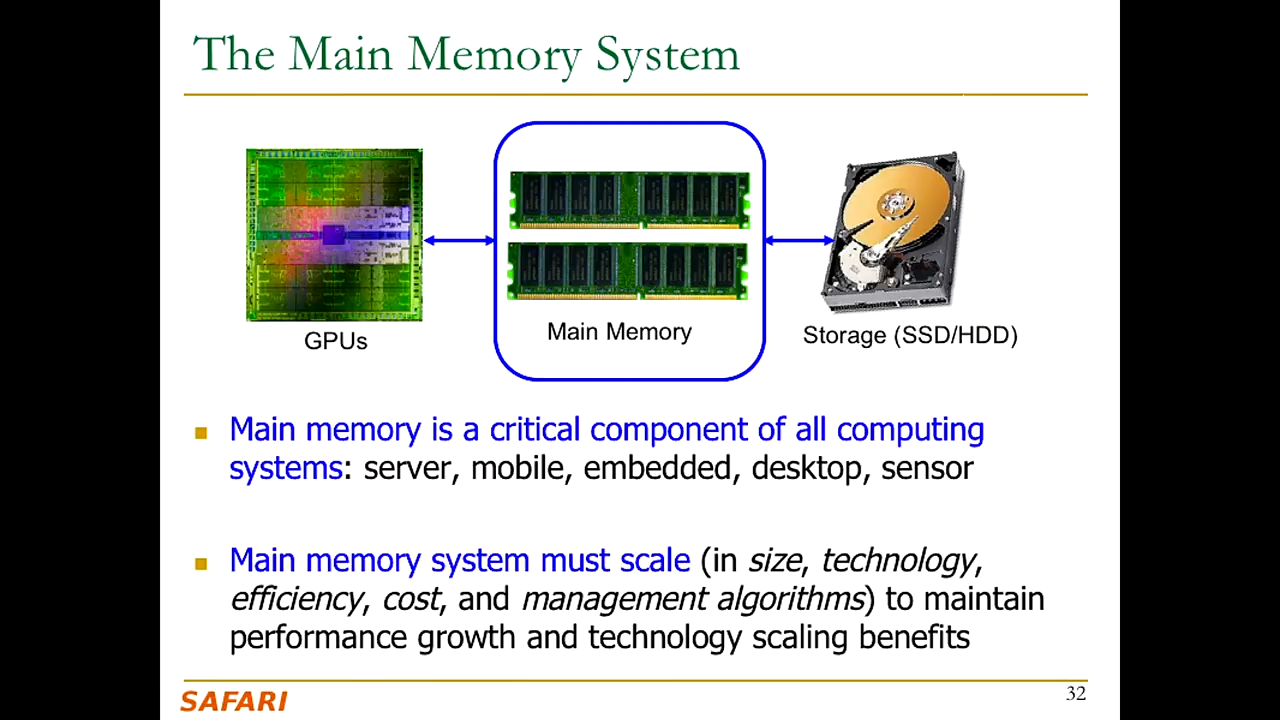 The Main Memory System
GPUs
Main Memory
Storage (SSD/HDD)
Main memory is a critical component of all computing
systems: server, mobile, embedded, desktop, sensor
Main memory system must scale (in size, technology,
efficiency, cost, and management algorithms) to maintain
performance growth and technology scaling benefits
SAFARI
32